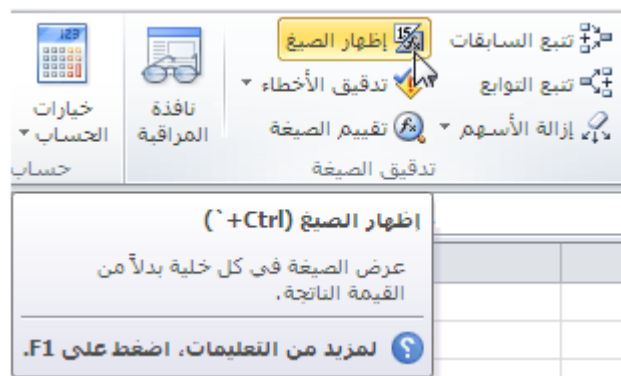 تتبع السابقات
إظهار الصيغ
تتبع التوابع
تدقيق الأخطاء
إزالة الأسهم
تقييم الصيغة
نافذة
المراقبة
خيارات
الحساب
تدقيق الصيغة
حساب
إظهار الصيغ (Ctrl+`)
عرض الصيغة في كل خلية بدلاً من
القيمة الناتجة.
لمزيد من التعليمات، اضغط على F1.